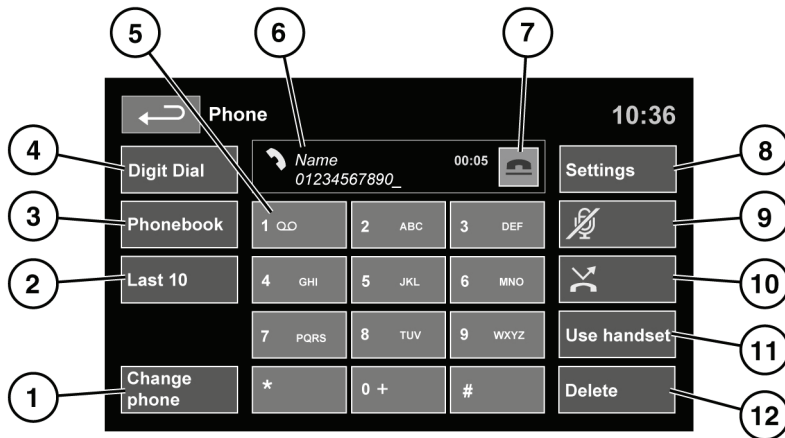 5 6 7
Phone 10:36
4 Digit Dial Name 00:05 Settings 8
01234567890_
3 Phonebook 1 2 ABC 3 DEF 9
2 Last 10 4 GHI 5 JKL 6 MNO 10
7 PQRS 8 TUV 9 WXYZ Use handset 11
1 Change
phone * 0 + # Delete 12